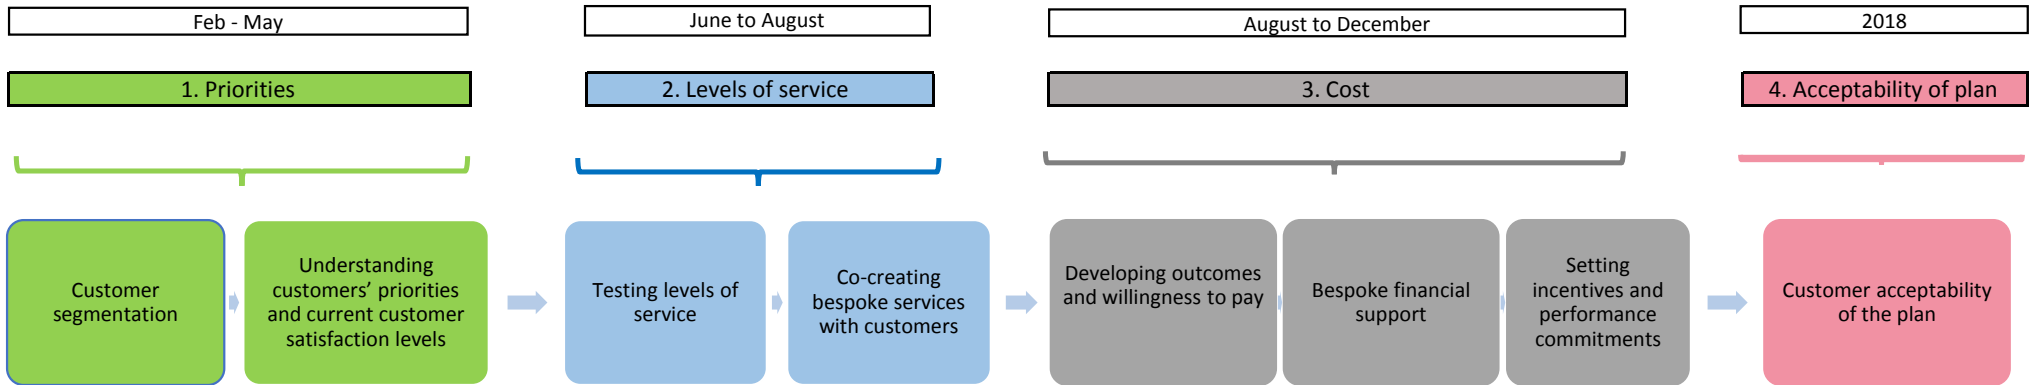 Feb - May
June to August
August to December
2018
1. Priorities
2. Levels of service
3. Cost
4. Acceptability of plan
Customer
segmentation
Understanding
customers’ priorities
and current customer
satisfaction levels
Testing levels of
service
Co-creating
bespoke services
with customers
Developing outcomes
and willingness to pay
Bespoke financial
support
Setting
incentives and
performance
commitments
Customer acceptability
of the plan